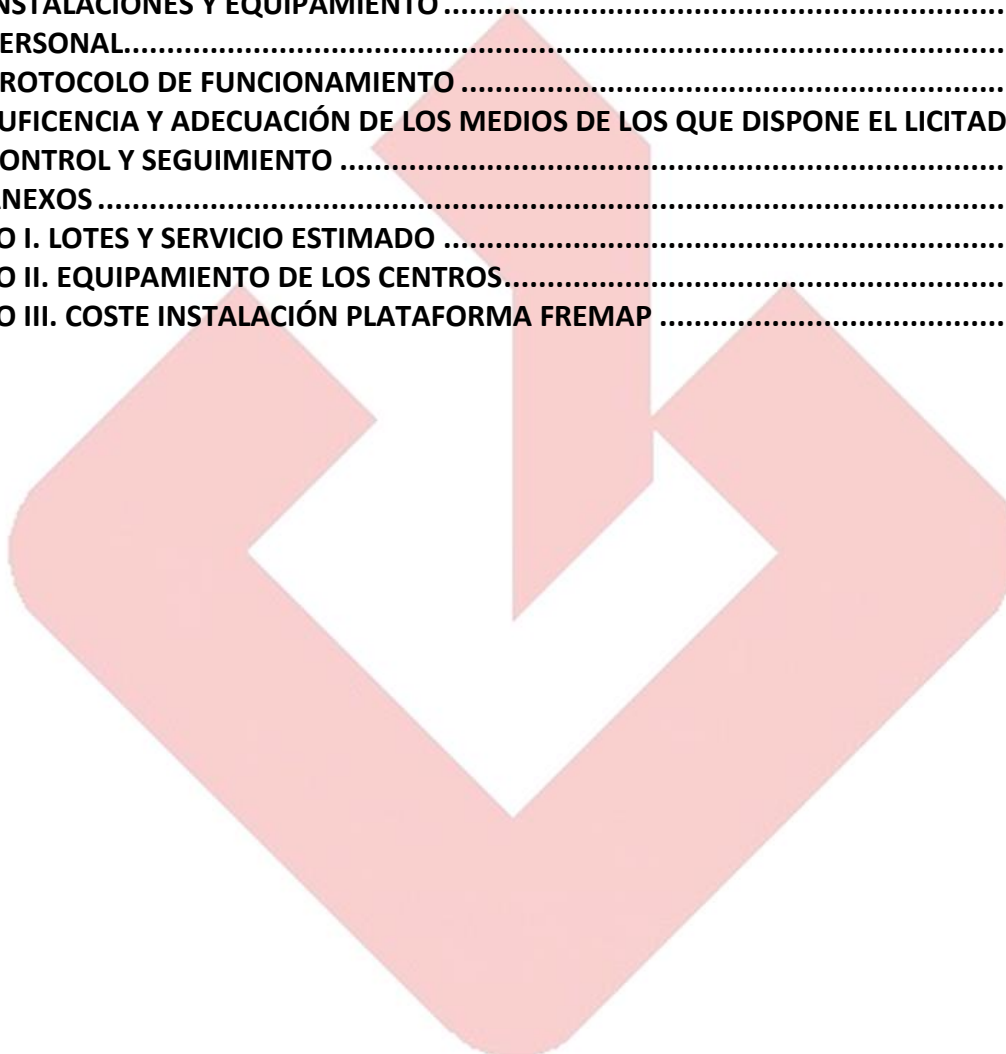 NSTALACIONES Y EQUIPAMIENTO ....................................................................
ERSONAL....................................................................................................................
ROTOCOLO DE FUNCIONAMIENTO ..................................................................
UFICENCIA Y ADECUACIÓN DE LOS MEDIOS DE LOS QUE DISPONE EL LICITAD
ONTROL Y SEGUIMIENTO ...................................................................................
NEXOS ......................................................................................................................
O I. LOTES Y SERVICIO ESTIMADO ......................................................................
O II. EQUIPAMIENTO DE LOS CENTROS..............................................................
O III. COSTE INSTALACIÓN PLATAFORMA FREMAP ............................................